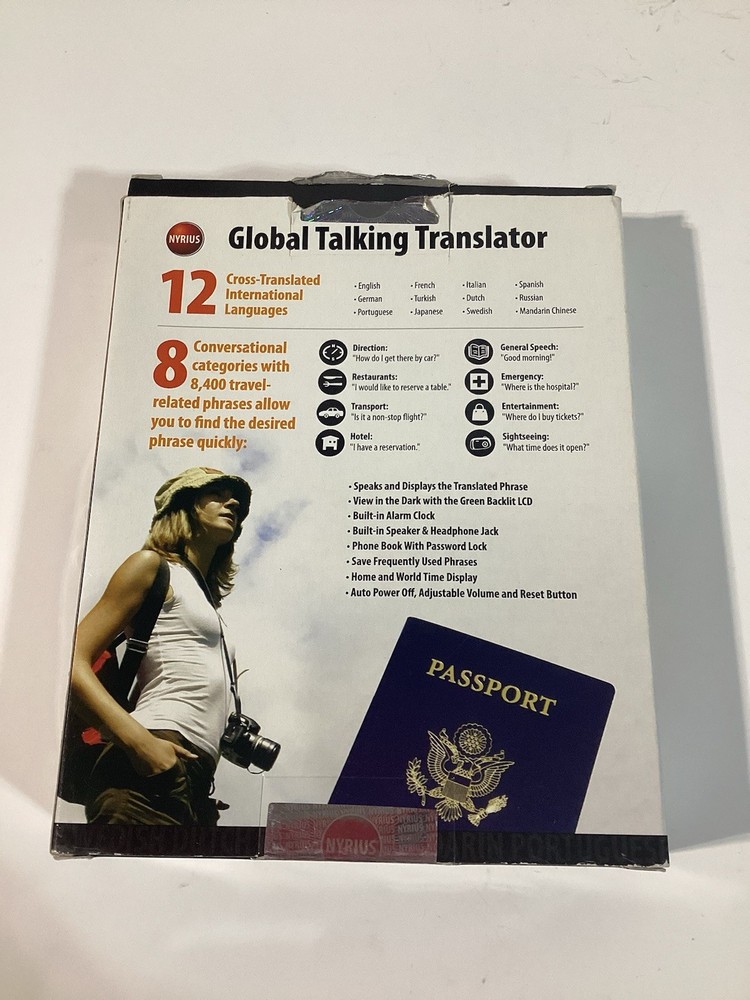 NYRIUS
Global Talking Translator
12
Cross-Translated
International
Languages
• English • French • Italian • Spanish
• German • Turkish • Dutch • Russian
• Portuguese • Japanese • Swedish • Mandarin Chinese
8
Conversational
categories with
8,400 travel-
related phrases allow
you to find the desired
phrase quickly:
Direction:
"How do I get there by car?"
Restaurants:
"I would like to reserve a table."
Transport:
"Is it a non-stop flight?"
Hotel:
"I have a reservation."
General Speech:
"Good morning!"
Emergency:
"Where is the hospital?"
Entertainment:
"Where do I buy tickets?"
Sightseeing:
"What time does it open?"
• Speaks and Displays the Translated Phrase
• View in the Dark with the Green Backlit LCD
• Built-in Alarm Clock
• Built-in Speaker & Headphone Jack
• Phone Book With Password Lock
• Save Frequently Used Phrases
• Home and World Time Display
• Auto Power Off, Adjustable Volume and Reset Button
PASSPORT
NYRIUS
ARIN PORTUGUES